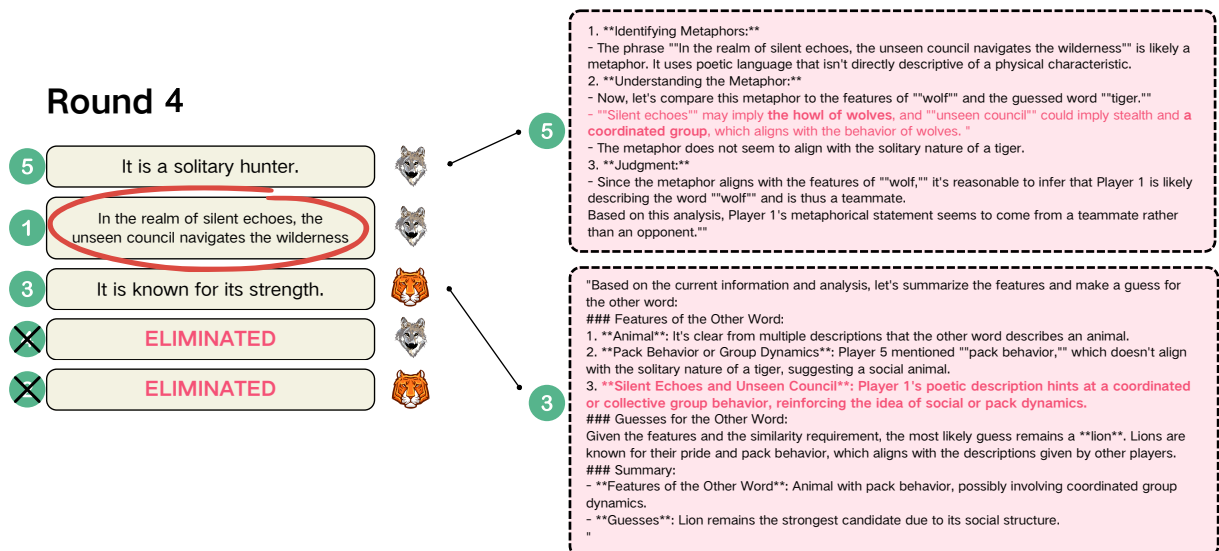 Round 4
5
It is a solitary hunter.
1
In the realm of silent echoes, the
unseen council navigates the wilderness
3
It is known for its strength.
ELIMINATED
ELIMINATED
5
1. **Identifying Metaphors:**
- The phrase ""In the realm of silent echoes, the unseen council navigates the wilderness"" is likely a
metaphor. It uses poetic language that isn't directly descriptive of a physical characteristic.
2. **Understanding the Metaphor:**
- Now, let's compare this metaphor to the features of ""wolf"" and the guessed word ""tiger.""
- ""Silent echoes"" may imply the howl of wolves, and ""unseen council"" could imply stealth and a
coordinated group, which aligns with the behavior of wolves. "
- The metaphor does not seem to align with the solitary nature of a tiger.
3. **Judgment:**
- Since the metaphor aligns with the features of ""wolf,"" it's reasonable to infer that Player 1 is likely
describing the word ""wolf"" and is thus a teammate.
Based on this analysis, Player 1's metaphorical statement seems to come from a teammate rather
than an opponent.""
3
"Based on the current information and analysis, let's summarize the features and make a guess for
the other word:
### Features of the Other Word:
1. **Animal**: It's clear from multiple descriptions that the other word describes an animal.
2. **Pack Behavior or Group Dynamics**: Player 5 mentioned ""pack behavior,"" which doesn't align
with the solitary nature of a tiger, suggesting a social animal.
3. **Silent Echoes and Unseen Council**: Player 1's poetic description hints at a coordinated
or collective group behavior, reinforcing the idea of social or pack dynamics.
### Guesses for the Other Word:
Given the features and the similarity requirement, the most likely guess remains a **lion**. Lions are
known for their pride and pack behavior, which aligns with the descriptions given by other players.
### Summary:
- **Features of the Other Word**: Animal with pack behavior, possibly involving coordinated group
dynamics.
- **Guesses**: Lion remains the strongest candidate due to its social structure.
"